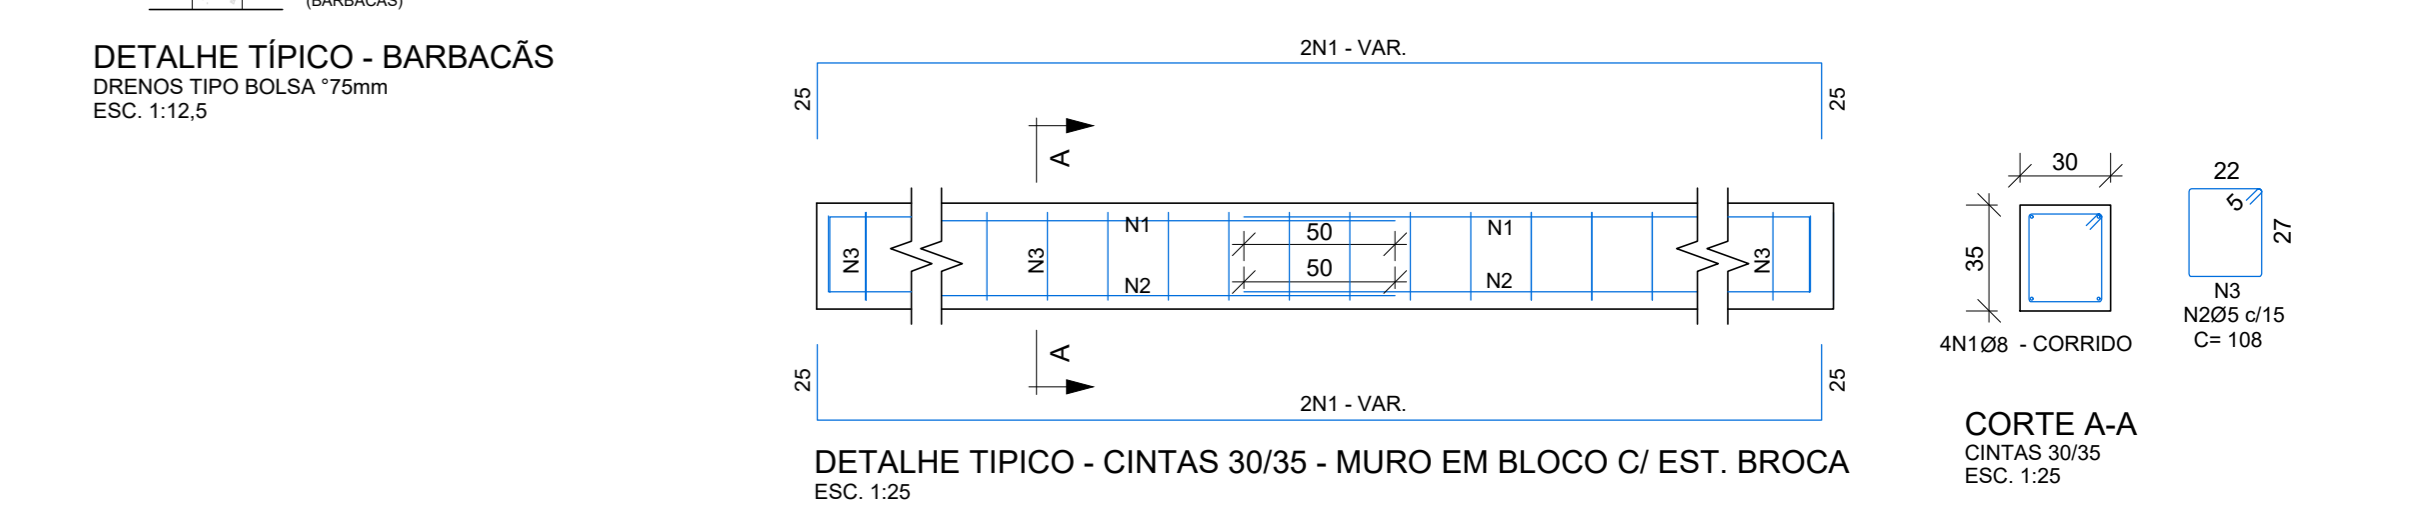 (BARBACÃS)
DETALHE TÍPICO - BARBACÃS
DRENOS TIPO BOLSA °75mm
ESC. 1:12,5
2N1 - VAR.
25
25
A
N3
N3
N1
50
N1
N3
50
N2
N2
A
25
25
2N1 - VAR.
DETALHE TIPICO - CINTAS 30/35 - MURO EM BLOCO C/ EST. BROCA
ESC. 1:25
30
35
4N1Ø8 - CORRIDO
22
5
27
N3
N2Ø5 c/15
C= 108
CORTE A-A
CINTAS 30/35
ESC. 1:25